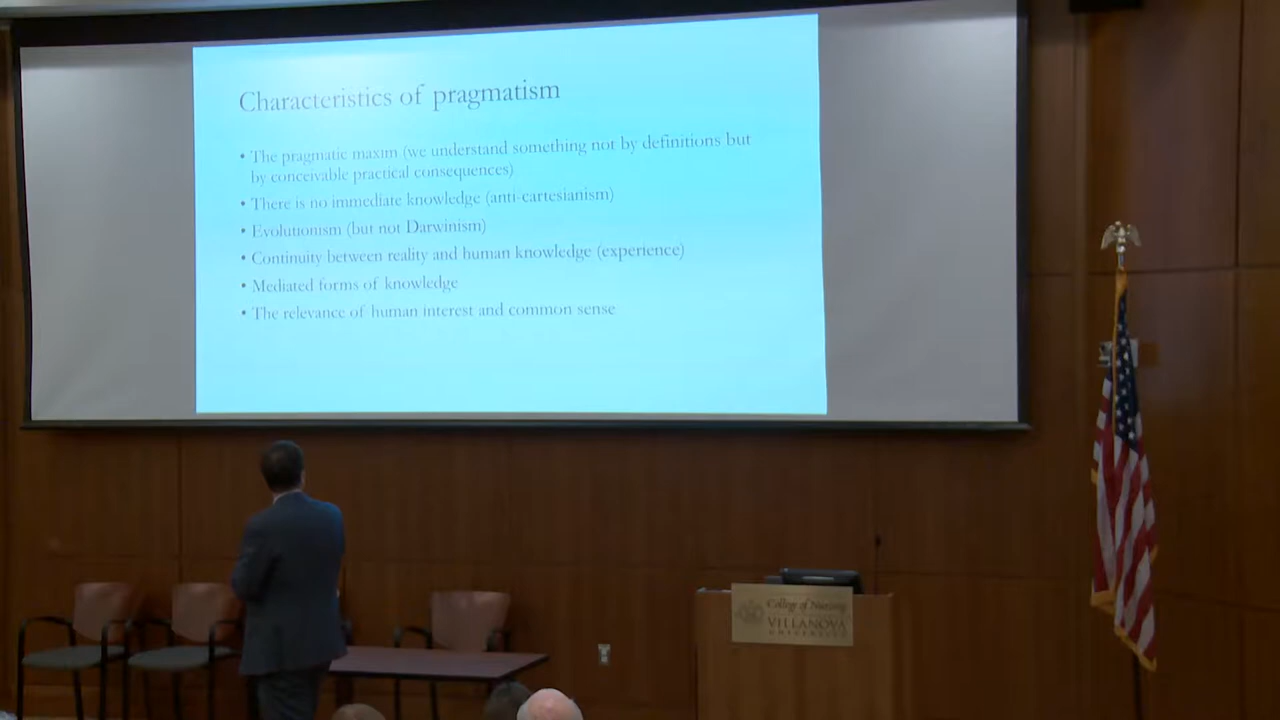 Characteristics of pragmatism
• The pragmatic maxim (we understand something not by definitions but
by conceivable practical consequences)
• There is no immediate knowledge (anti-cartesianism)
• Evolutionism (but not Darwinism)
• Continuity between reality and human knowledge (experience)
• Mediated forms of knowledge
• The relevance of human interest and common sense
College of Nursing
VILLANOVA
UNIVERSITY